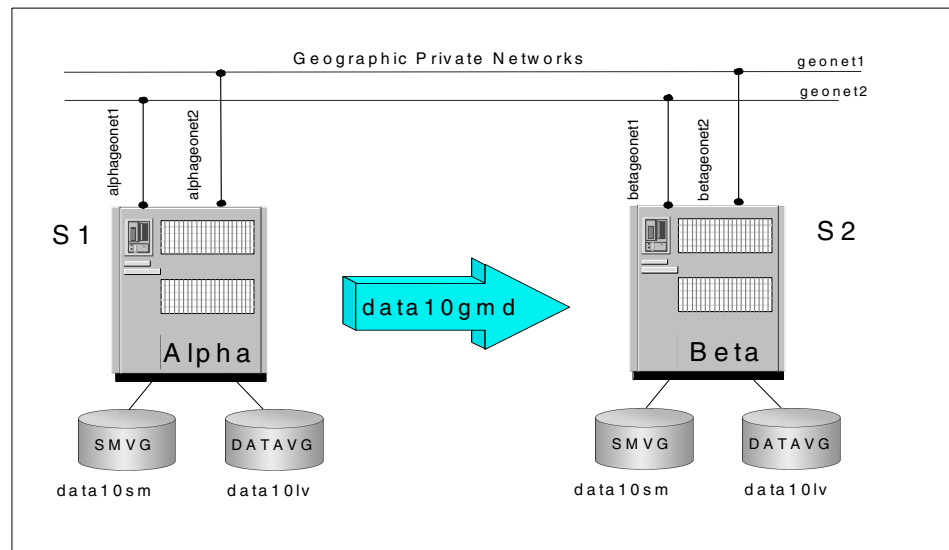 Geographic Private Networks
geonet1
geonet2
alphageonet1
alphageonet2
betageonet1
betageonet2
S1
S2
data10gmd
Alpha
Beta
SMVG
DATAVG
SMVG
DATAVG
data10sm
data10lv
data10sm
data10lv